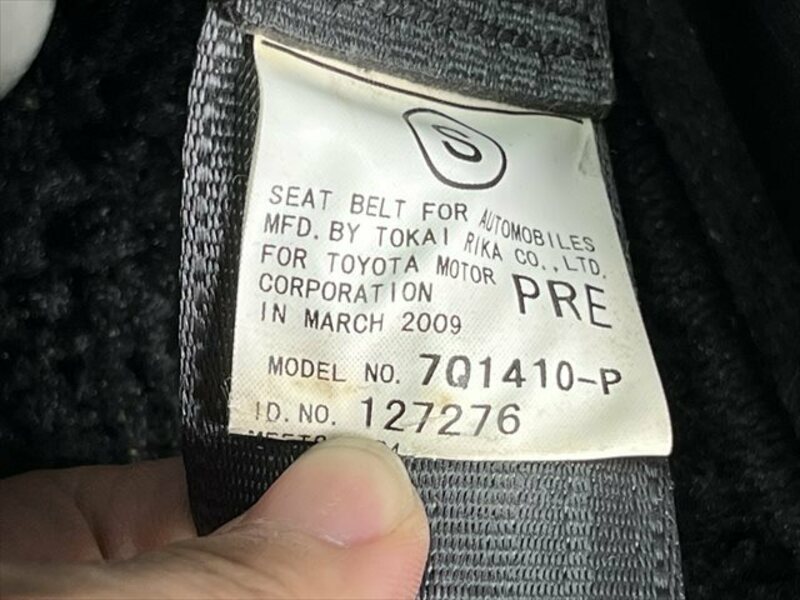 S
SEAT BELT FOR AUTOMOBILES
MFD. BY TOKAI RIKA CO., LTD.
FOR TOYOTA MOTOR
CORPORATION PRE
IN MARCH 2009
MODEL NO. 7Q1410-P
ID. NO. 127276